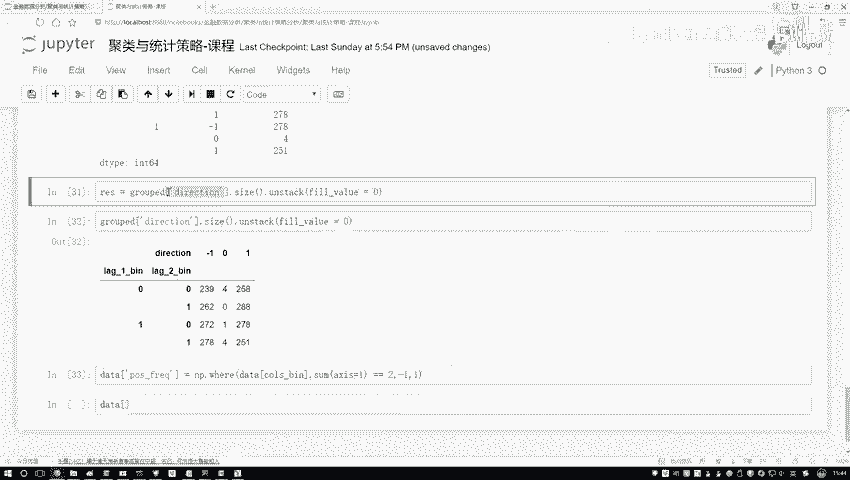 jupyter 聚类与统计策略-课程 Last Checkpoint: Last Sunday at 5:54 PM (unsaved changes)
Logout
File Edit View Insert Cell Kernel Widgets Help
Trusted Python 3
Code
1 278
1 -1 278
0 4
1 251
dtype: int64
In [31]: res = grouped['direction'].size().unstack(fill_value = 0)
In [32]: grouped['direction'].size().unstack(fill_value = 0)
Out[32]:
direction -1 0 1
lag_1_bin lag_2_bin
0 0 239 4 258
1 262 0 288
1 0 272 1 278
1 278 4 251
In [33]: data['pos_freq'] = np.where(data[cols_bin].sum(axis=1) == 2,-1,1)
In [ ]: data[]
11:44